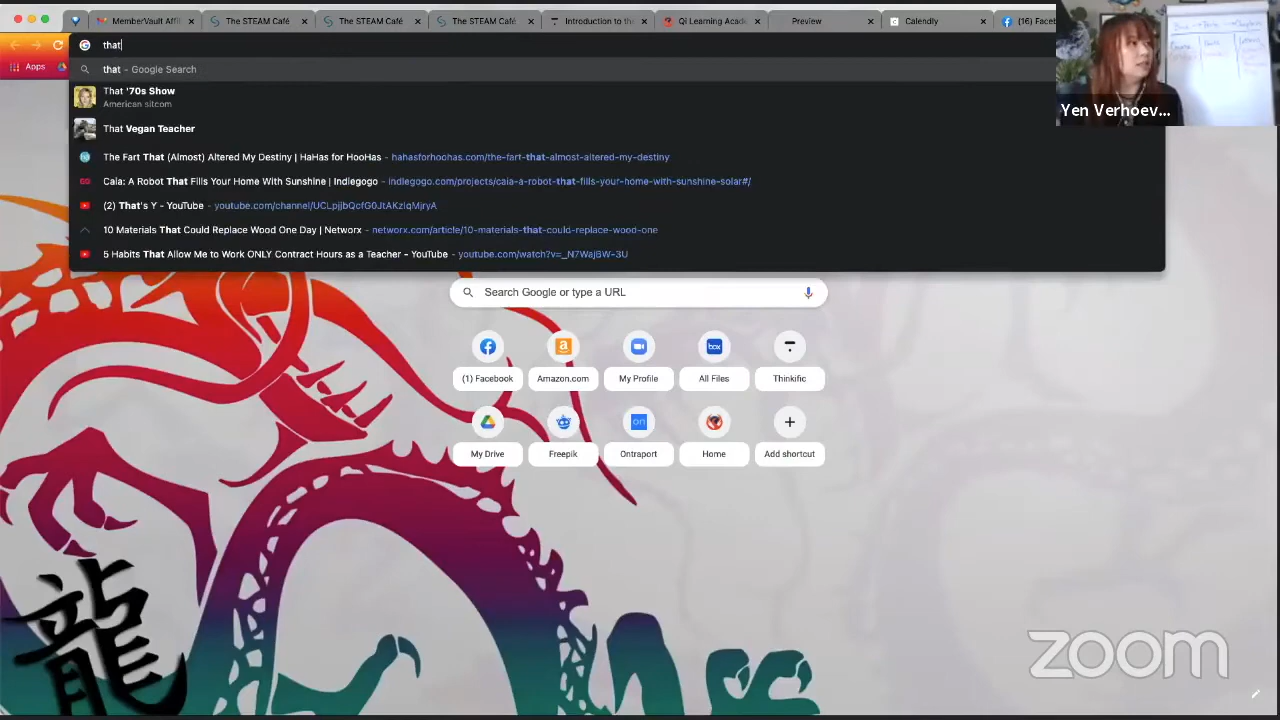 MemberVault Affil
The STEAM Café
The STEAM Café
The STEAM Café
Introduction to the
Qi Learning Acade
Preview
Calendly
(16) Faceb
that
Apps
that - Google Search
That '70s Show
American sitcom
That Vegan Teacher
The Fart That (Almost) Altered My Destiny | HaHas for HooHas - hahasforhoohas.com/the-fart-that-almost-altered-my-destiny
Caia: A Robot That Fills Your Home With Sunshine | Indiegogo - indiegogo.com/projects/caia-a-robot-that-fills-your-home-with-sunshine-solar#/
(2) That's Y - YouTube - youtube.com/channel/UCLpjjbQcfG0JtAKziqMjryA
10 Materials That Could Replace Wood One Day | Networx - networx.com/article/10-materials-that-could-replace-wood-one
5 Habits That Allow Me to Work ONLY Contract Hours as a Teacher - YouTube - youtube.com/watch?v=_N7WajBW-3U
Yen Verhoev...
Search Google or type a URL
box
(1) Facebook
Amazon.com
My Profile
All Files
Thinkific
on
My Drive
Freepik
Ontraport
Home
Add shortcut
龍
zoom